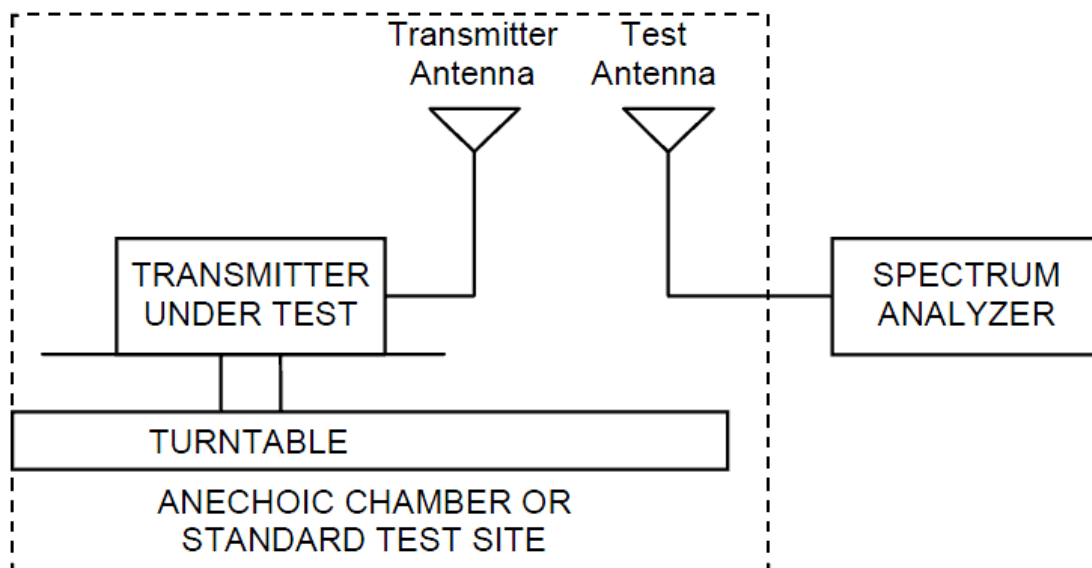 Transmitter
Antenna
Test
Antenna
TRANSMITTER
UNDER TEST
SPECTRUM
ANALYZER
TURNTABLE
ANECHOIC CHAMBER OR
STANDARD TEST SITE